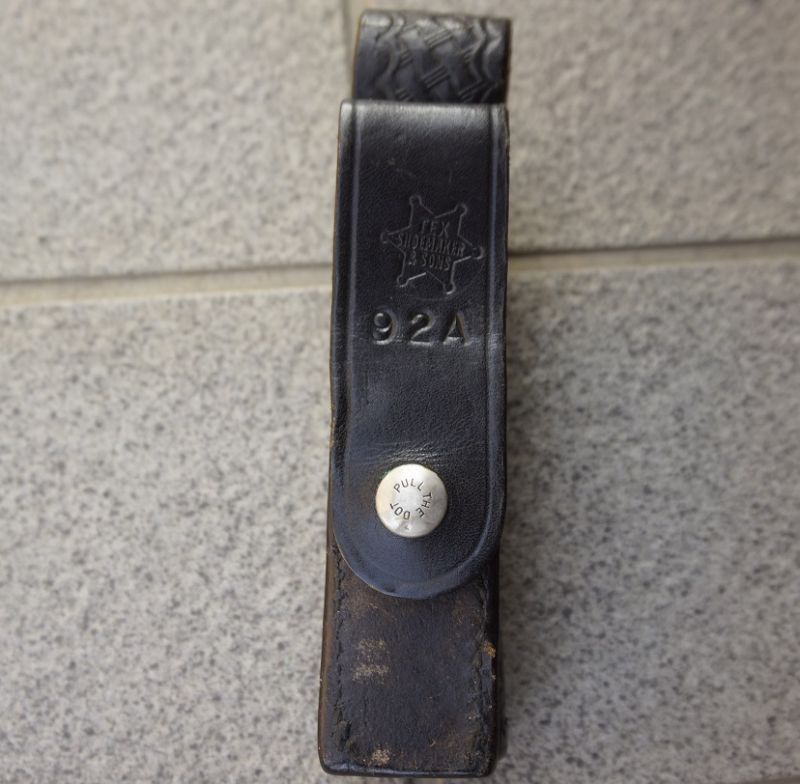 TEX
SHOEMAKER
& SONS
92A
PULL THE DOT